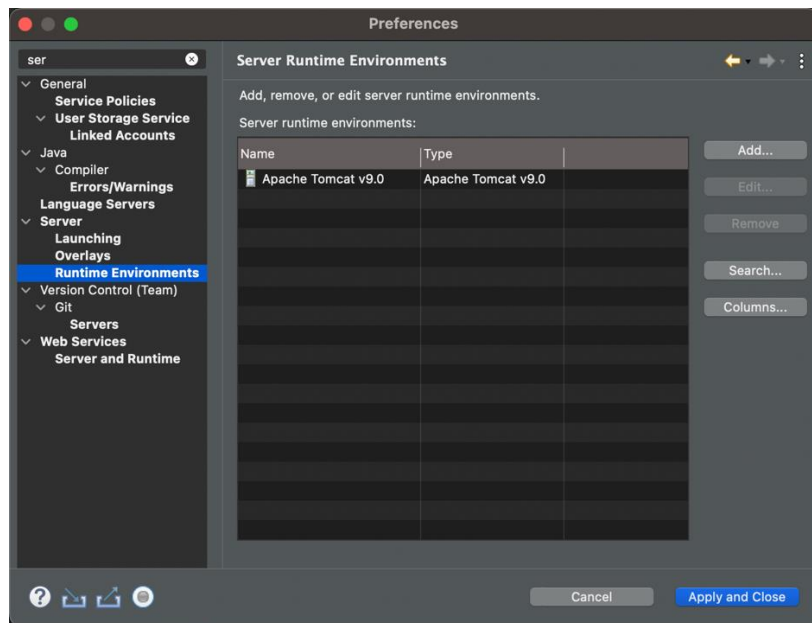 Preferences
ser
General
Service Policies
User Storage Service
Linked Accounts
Java
Compiler
Errors/Warnings
Language Servers
Server
Launching
Overlays
Runtime Environments
Version Control (Team)
Git
Servers
Web Services
Server and Runtime
Server Runtime Environments
Add, remove, or edit server runtime environments.
Server runtime environments:
Name Type
Apache Tomcat v9.0 Apache Tomcat v9.0
Add...
Edit...
Remove
Search...
Columns...
?
Cancel Apply and Close